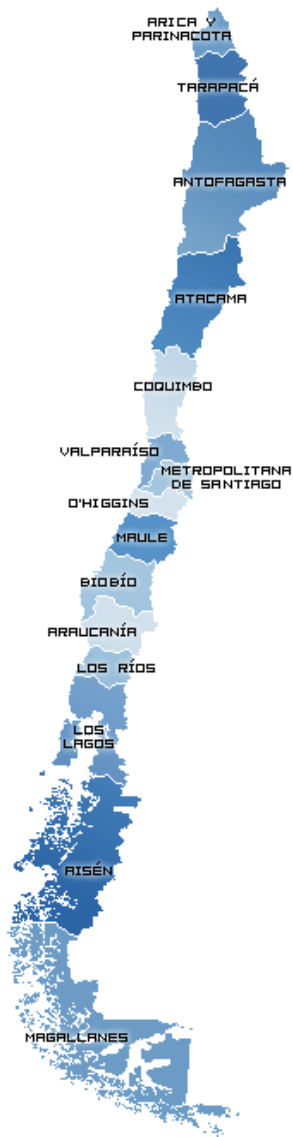 ARICA Y
PARINACOTA
TARAPACÁ
ANTOFAGASTA
ATACAMA
COQUIMBO
VALPARAÍSO
METROPOLITANA
DE SANTIAGO
O'HIGGINS
MAULE
BIOBÍO
ARAUCANÍA
LOS RÍOS
LOS
LAGOS
AISÉN
MAGALLANES